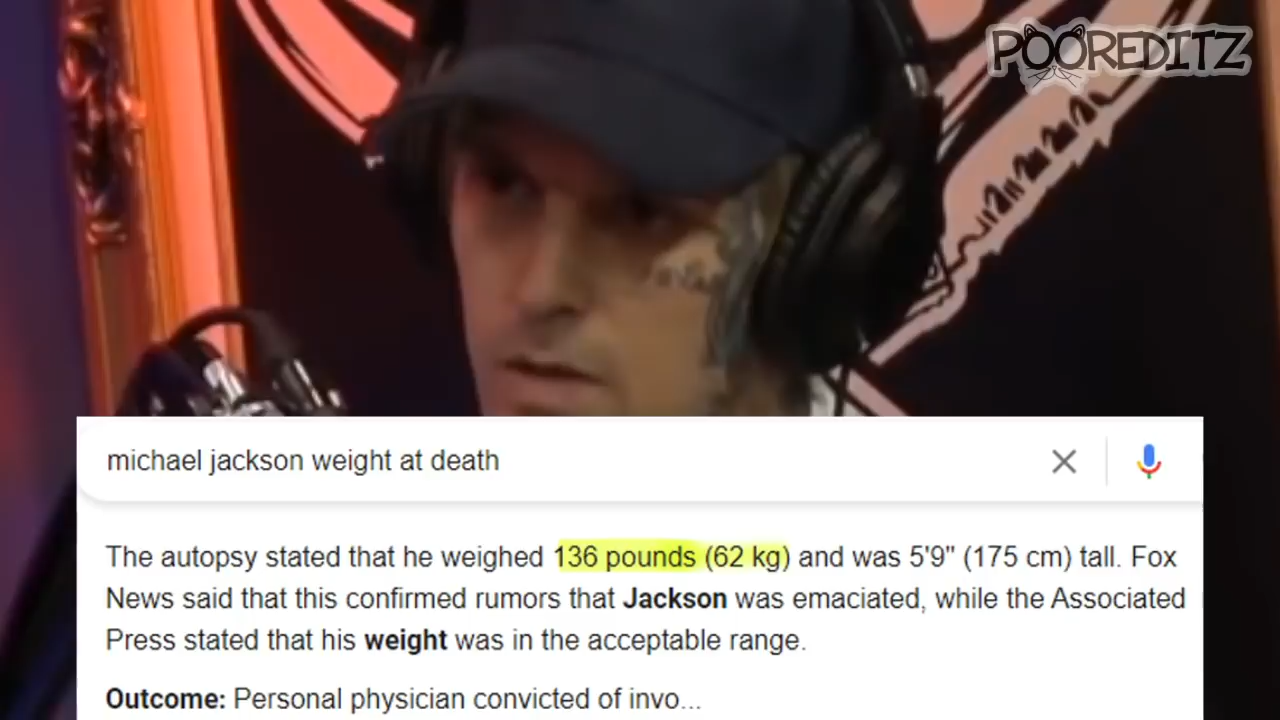 POOREDITZ
michael jackson weight at death
The autopsy stated that he weighed 136 pounds (62 kg) and was 5'9" (175 cm) tall. Fox
News said that this confirmed rumors that Jackson was emaciated, while the Associated
Press stated that his weight was in the acceptable range.
Outcome: Personal physician convicted of invo...